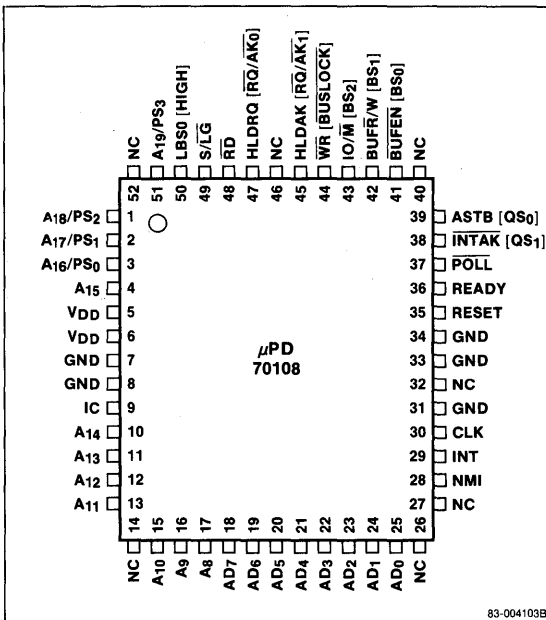 NC
A19/PS3
LBS0 [HIGH]
S/LG
RD
HLDRQ [RQ/AK0]
NC
HLDAK [RQ/AK1]
WR [BUSLOCK]
IO/M [BS2]
BUFR/W [BS1]
BUFEN [BS0]
NC
52 51 50 49 48 47 46 45 44 43 42 41 40
A18/PS2 1
A17/PS1 2
A16/PS0 3
A15 4
VDD 5
VDD 6
GND 7
GND 8
IC 9
A14 10
A13 11
A12 12
A11 13
µPD
70108
39 ASTB [QS0]
38 INTAK [QS1]
37 POLL
36 READY
35 RESET
34 GND
33 GND
32 NC
31 GND
30 CLK
29 INT
28 NMI
27 NC
14 15 16 17 18 19 20 21 22 23 24 25 26
NC
A10
A9
A8
AD7
AD6
AD5
AD4
AD3
AD2
AD1
AD0
NC
83-004103B